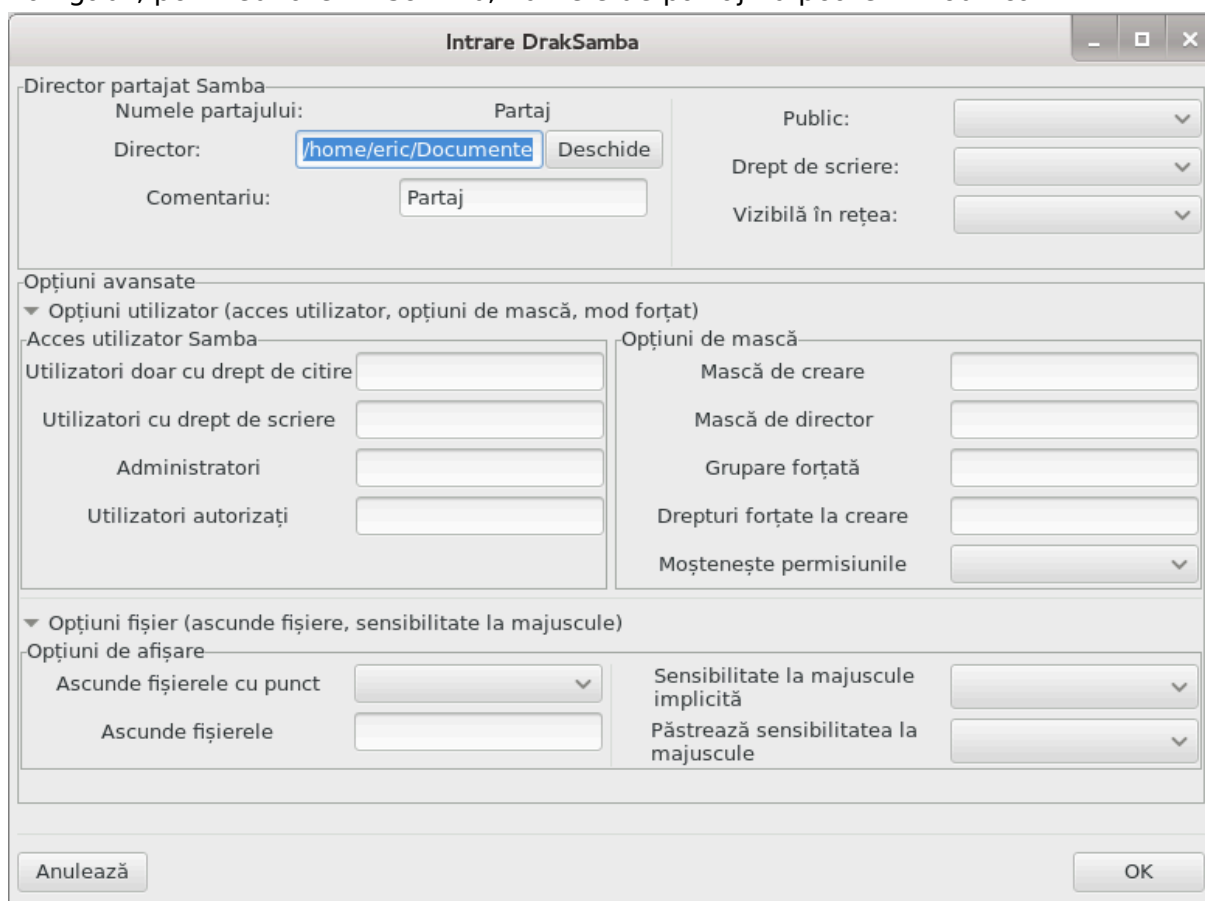 Intrare DrakSamba
Director partajat Samba
Numele partajului: Partaj
Director: /home/eric/Documente Deschide
Comentariu: Partaj
Public:
Drept de scriere:
Vizibilă în rețea:
Opțiuni avansate
Opțiuni utilizator (acces utilizator, opțiuni de mască, mod forțat)
Acces utilizator Samba
Utilizatori doar cu drept de citire
Utilizatori cu drept de scriere
Administratori
Utilizatori autorizați
Opțiuni de mască
Mască de creare
Mască de director
Grupare forțată
Drepturi forțate la creare
Moștenește permisiunile
Opțiuni fișier (ascunde fișiere, sensibilitate la majuscule)
Opțiuni de afișare
Ascunde fișierele cu punct
Ascunde fișierele
Sensibilitate la majuscule
implicită
Păstrează sensibilitatea la
majuscule
Anulează
OK